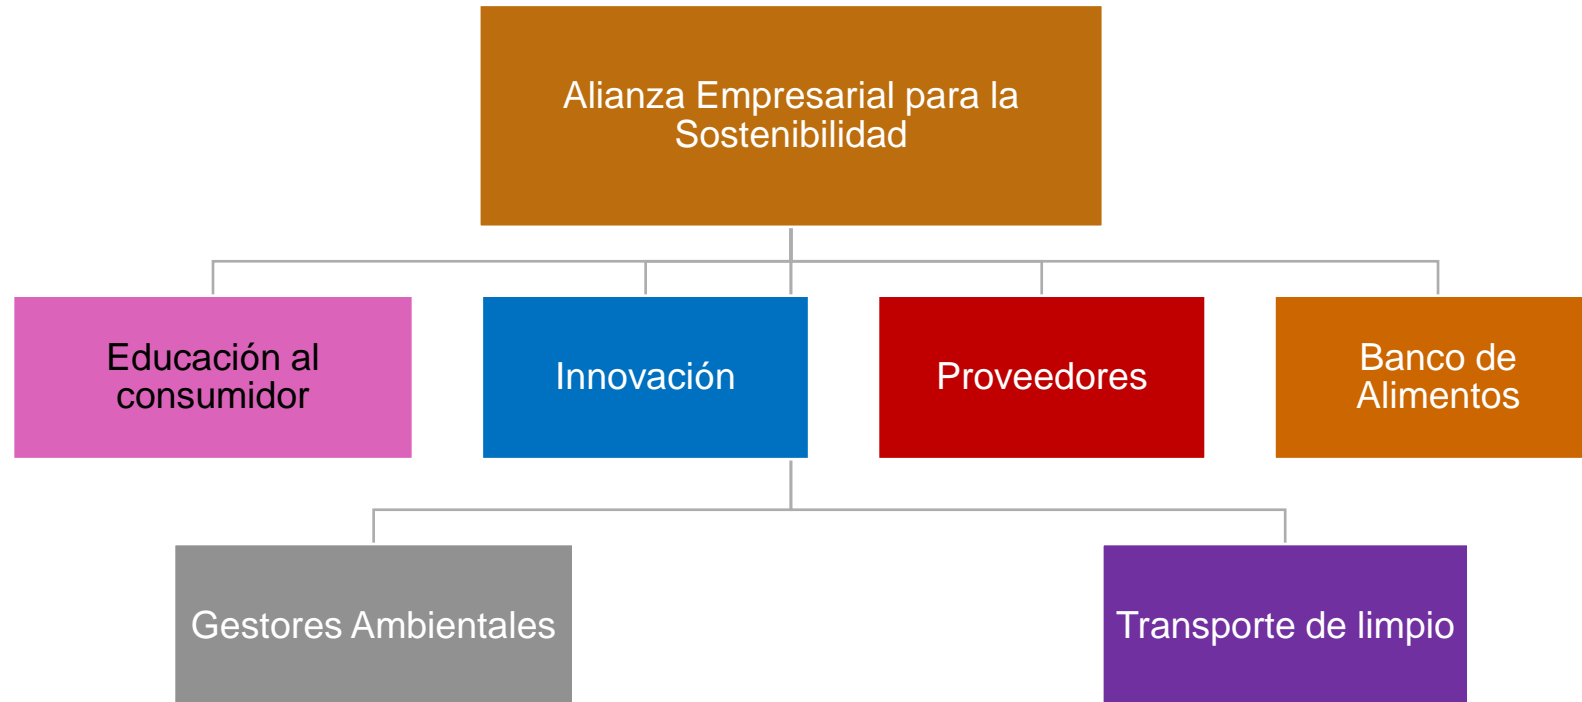 Alianza Empresarial para la
Sostenibilidad
Educación al
consumidor
Innovación
Proveedores
Banco de
Alimentos
Gestores Ambientales
Transporte de limpio